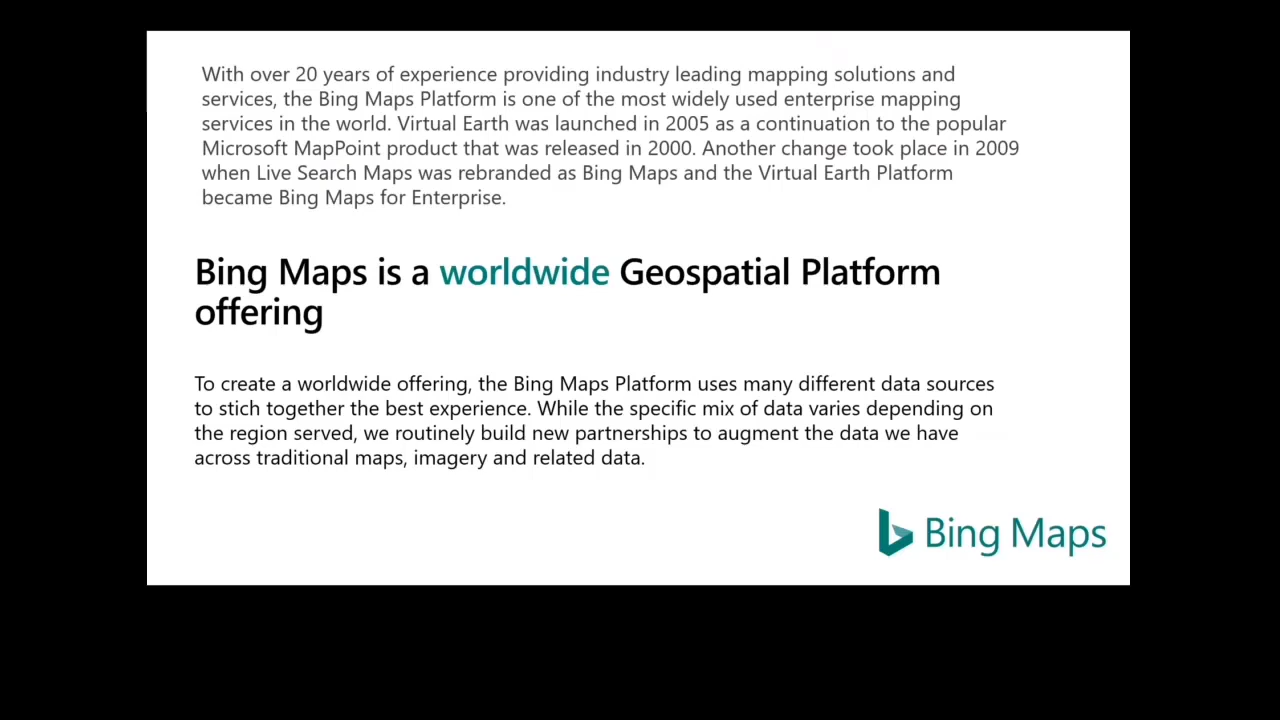 With over 20 years of experience providing industry leading mapping solutions and
services, the Bing Maps Platform is one of the most widely used enterprise mapping
services in the world. Virtual Earth was launched in 2005 as a continuation to the popular
Microsoft MapPoint product that was released in 2000. Another change took place in 2009
when Live Search Maps was rebranded as Bing Maps and the Virtual Earth Platform
became Bing Maps for Enterprise.
Bing Maps is a worldwide Geospatial Platform
offering
To create a worldwide offering, the Bing Maps Platform uses many different data sources
to stich together the best experience. While the specific mix of data varies depending on
the region served, we routinely build new partnerships to augment the data we have
across traditional maps, imagery and related data.
Bing Maps